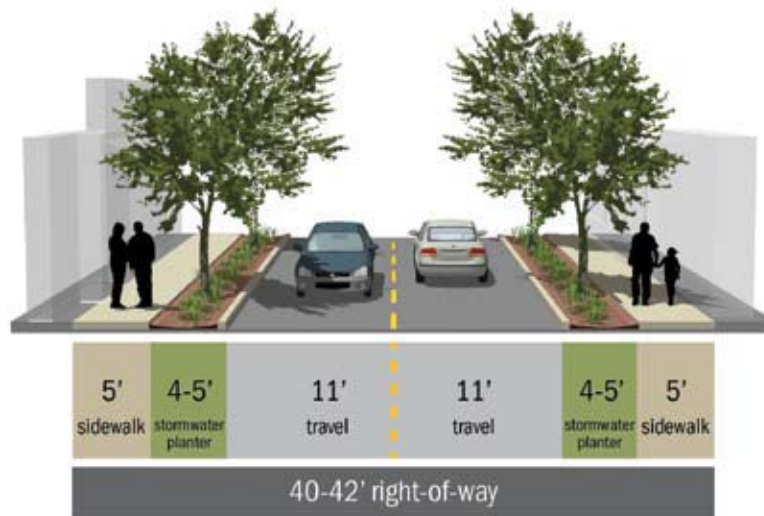 5’
sidewalk
4-5’
stormwater
planter
11’
travel
11’
travel
4-5’
stormwater
planter
5’
sidewalk
40-42’ right-of-way